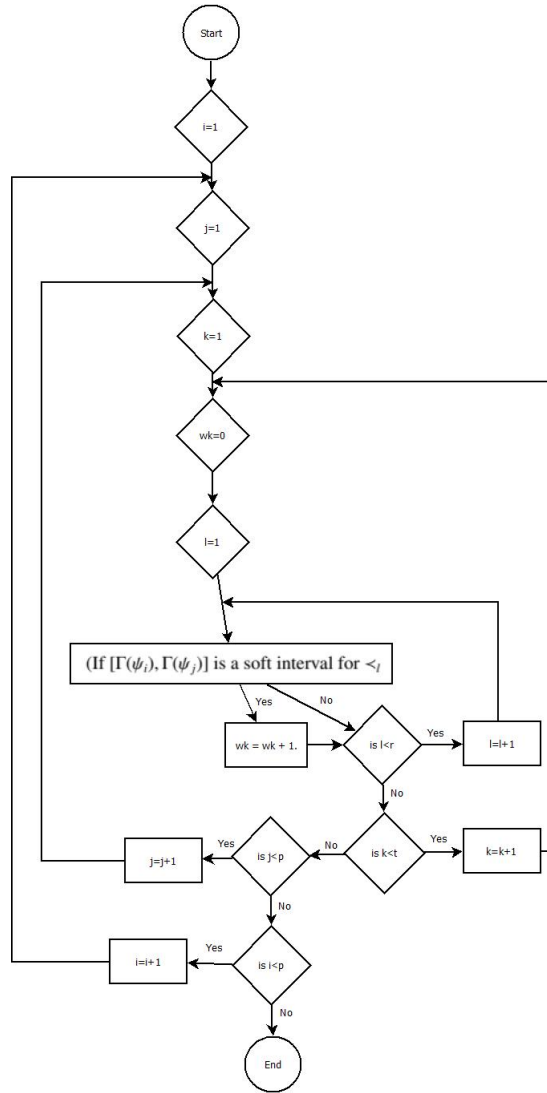 Start
i=1
j=1
k=1
wk=0
l=1
(If [Γ(ψᵢ), Γ(ψⱼ)] is a soft interval for ≺ₗ
Yes
No
wk = wk + 1.
is l<r
Yes
l=l+1
No
j=j+1
Yes
is j<p
No
is k<t
Yes
k=k+1
No
i=i+1
Yes
is i<p
No
End